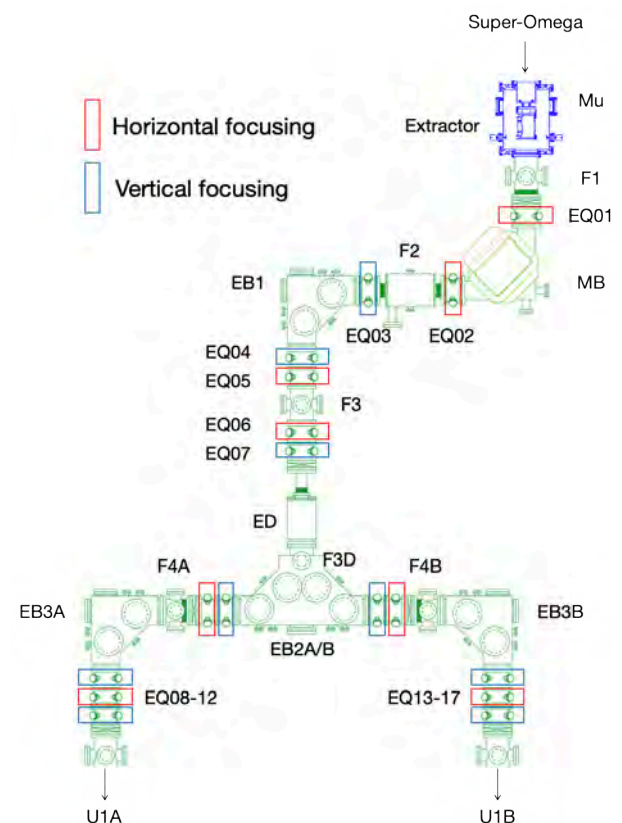 Super-Omega
Mu
Extractor
Horizontal focusing
Vertical focusing
F1
EQ01
F2
EB1
MB
EQ03
EQ02
EQ04
EQ05
F3
EQ06
EQ07
ED
F3D
F4A
F4B
EB3A
EB3B
EB2A/B
EQ08-12
EQ13-17
U1A
U1B